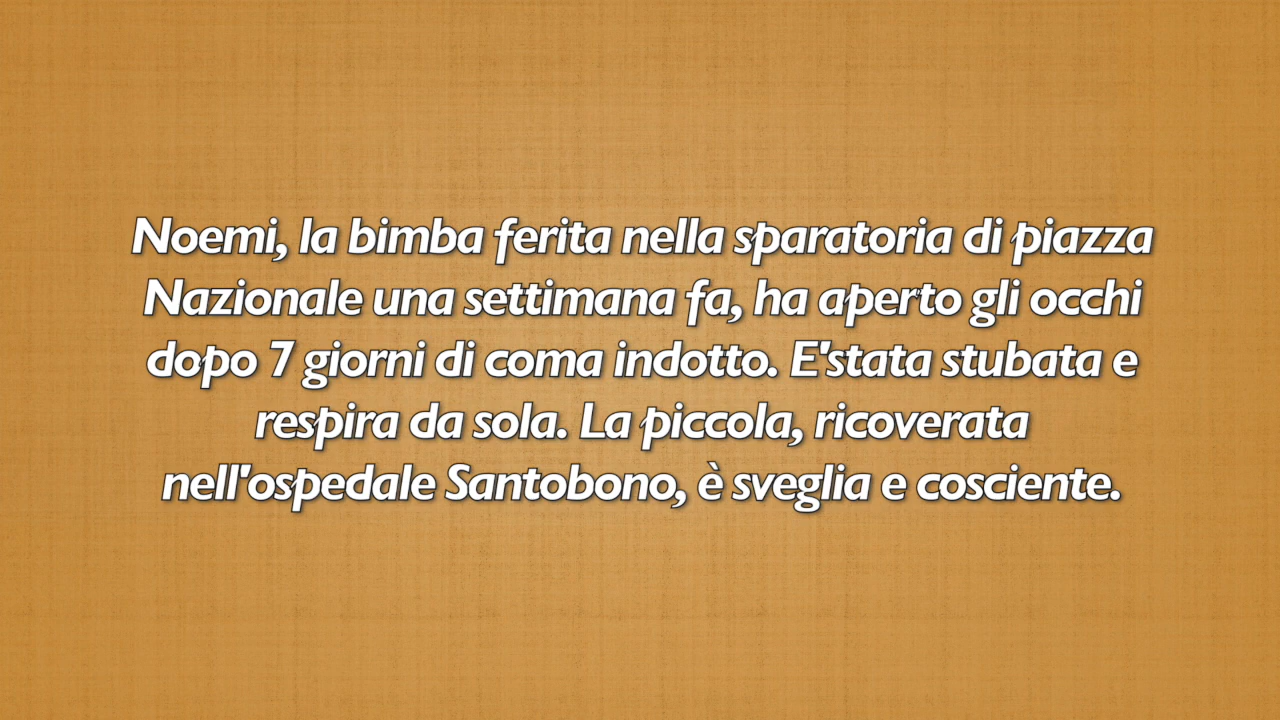 Noemi, la bimba ferita nella sparatoria di piazza
Nazionale una settimana fa, ha aperto gli occhi
dopo 7 giorni di coma indotto. E'stata stubata e
respira da sola. La piccola, ricoverata
nell'ospedale Santobono, è sveglia e cosciente.